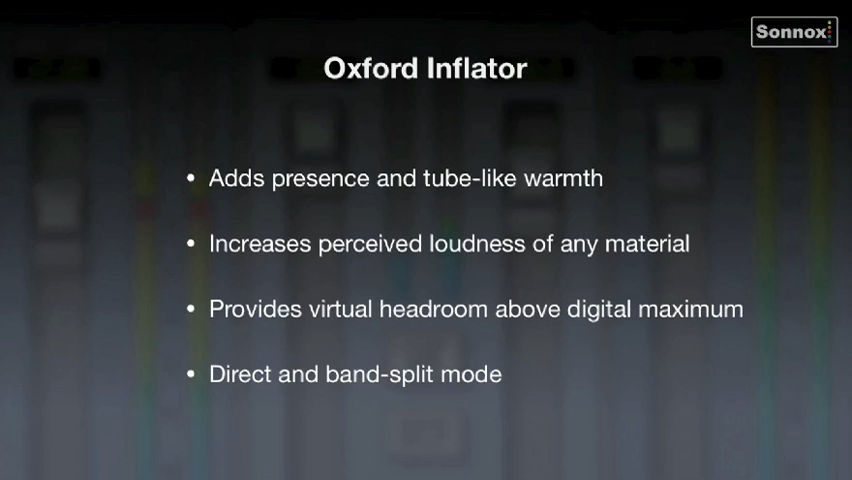 Sonnox
Oxford Inflator
• Adds presence and tube-like warmth
• Increases perceived loudness of any material
• Provides virtual headroom above digital maximum
• Direct and band-split mode